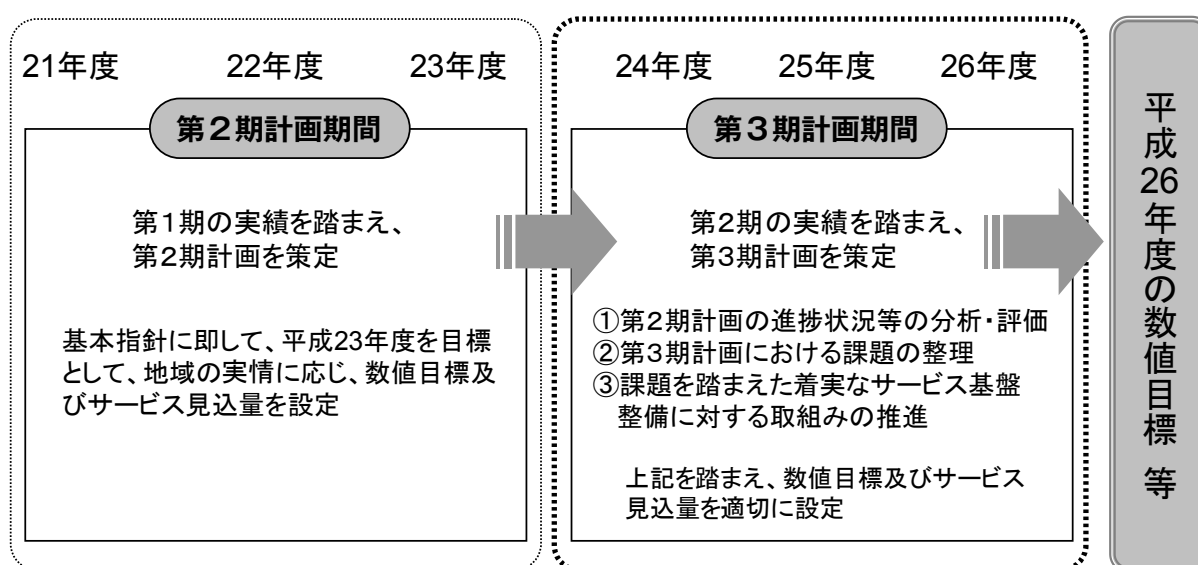 21年度 22年度 23年度
第2期計画期間
第1期の実績を踏まえ、
第2期計画を策定
基本指針に即して、平成23年度を目標
として、地域の実情に応じ、数値目標及
びサービス見込量を設定
24年度 25年度 26年度
第3期計画期間
第2期の実績を踏まえ、
第3期計画を策定
①第2期計画の進捗状況等の分析・評価
②第3期計画における課題の整理
③課題を踏まえた着実なサービス基盤
整備に対する取組みの推進
上記を踏まえ、数値目標及びサービス
見込量を適切に設定
平成26年度の数値目標 等